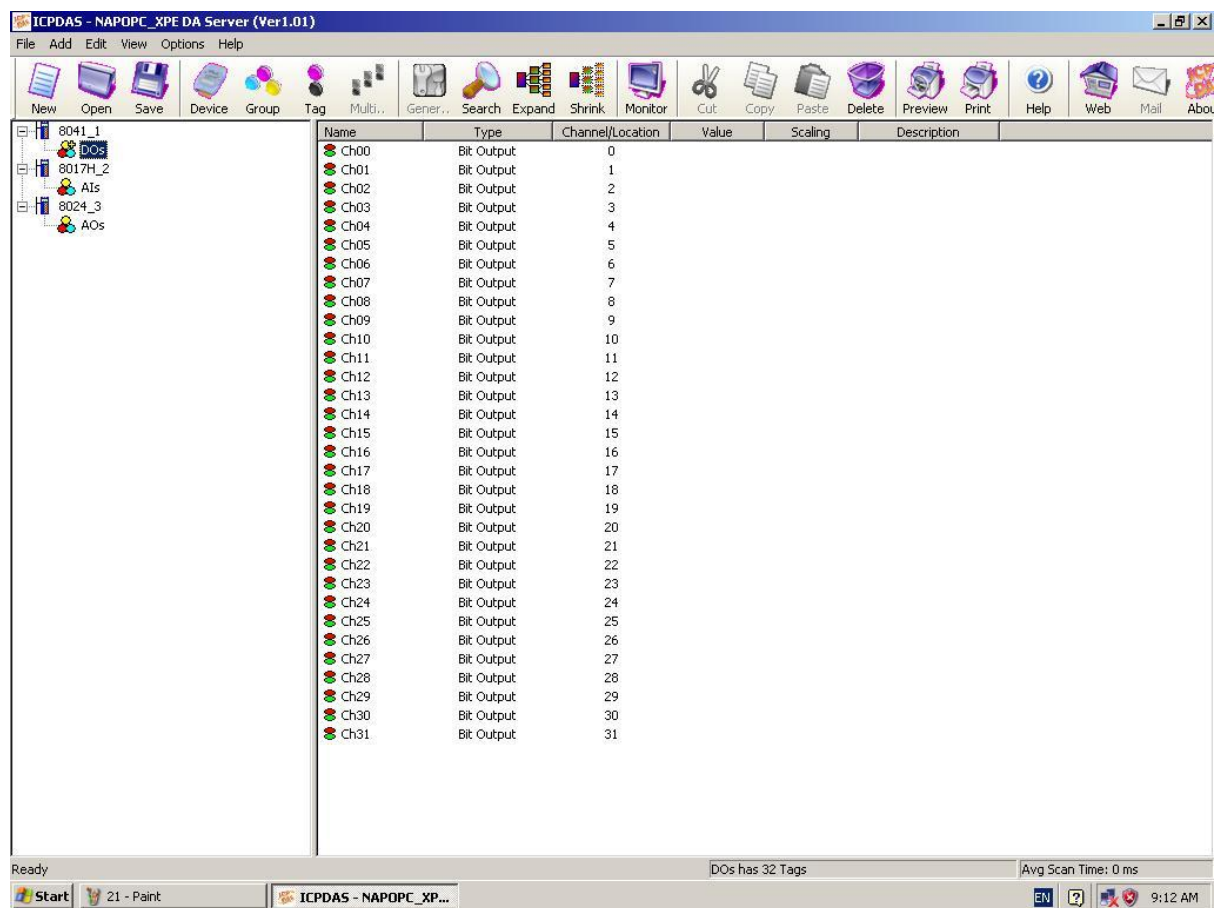 ICPDAS - NAPOPC_XPE DA Server (Ver1.01)
File Add Edit View Options Help
New Open Save Device Group Tag Multi.. Gener.. Search Expand Shrink Monitor Cut Copy Paste Delete Preview Print Help Web Mail Abou
8041_1
DOs
8017H_2
AIs
8024_3
AOs
Name Type Channel/Location Value Scaling Description
Ch00 Bit Output 0
Ch01 Bit Output 1
Ch02 Bit Output 2
Ch03 Bit Output 3
Ch04 Bit Output 4
Ch05 Bit Output 5
Ch06 Bit Output 6
Ch07 Bit Output 7
Ch08 Bit Output 8
Ch09 Bit Output 9
Ch10 Bit Output 10
Ch11 Bit Output 11
Ch12 Bit Output 12
Ch13 Bit Output 13
Ch14 Bit Output 14
Ch15 Bit Output 15
Ch16 Bit Output 16
Ch17 Bit Output 17
Ch18 Bit Output 18
Ch19 Bit Output 19
Ch20 Bit Output 20
Ch21 Bit Output 21
Ch22 Bit Output 22
Ch23 Bit Output 23
Ch24 Bit Output 24
Ch25 Bit Output 25
Ch26 Bit Output 26
Ch27 Bit Output 27
Ch28 Bit Output 28
Ch29 Bit Output 29
Ch30 Bit Output 30
Ch31 Bit Output 31
Ready DOs has 32 Tags Avg Scan Time: 0 ms
Start 21 - Paint ICPDAS - NAPOPC_XP... EN 9:12 AM